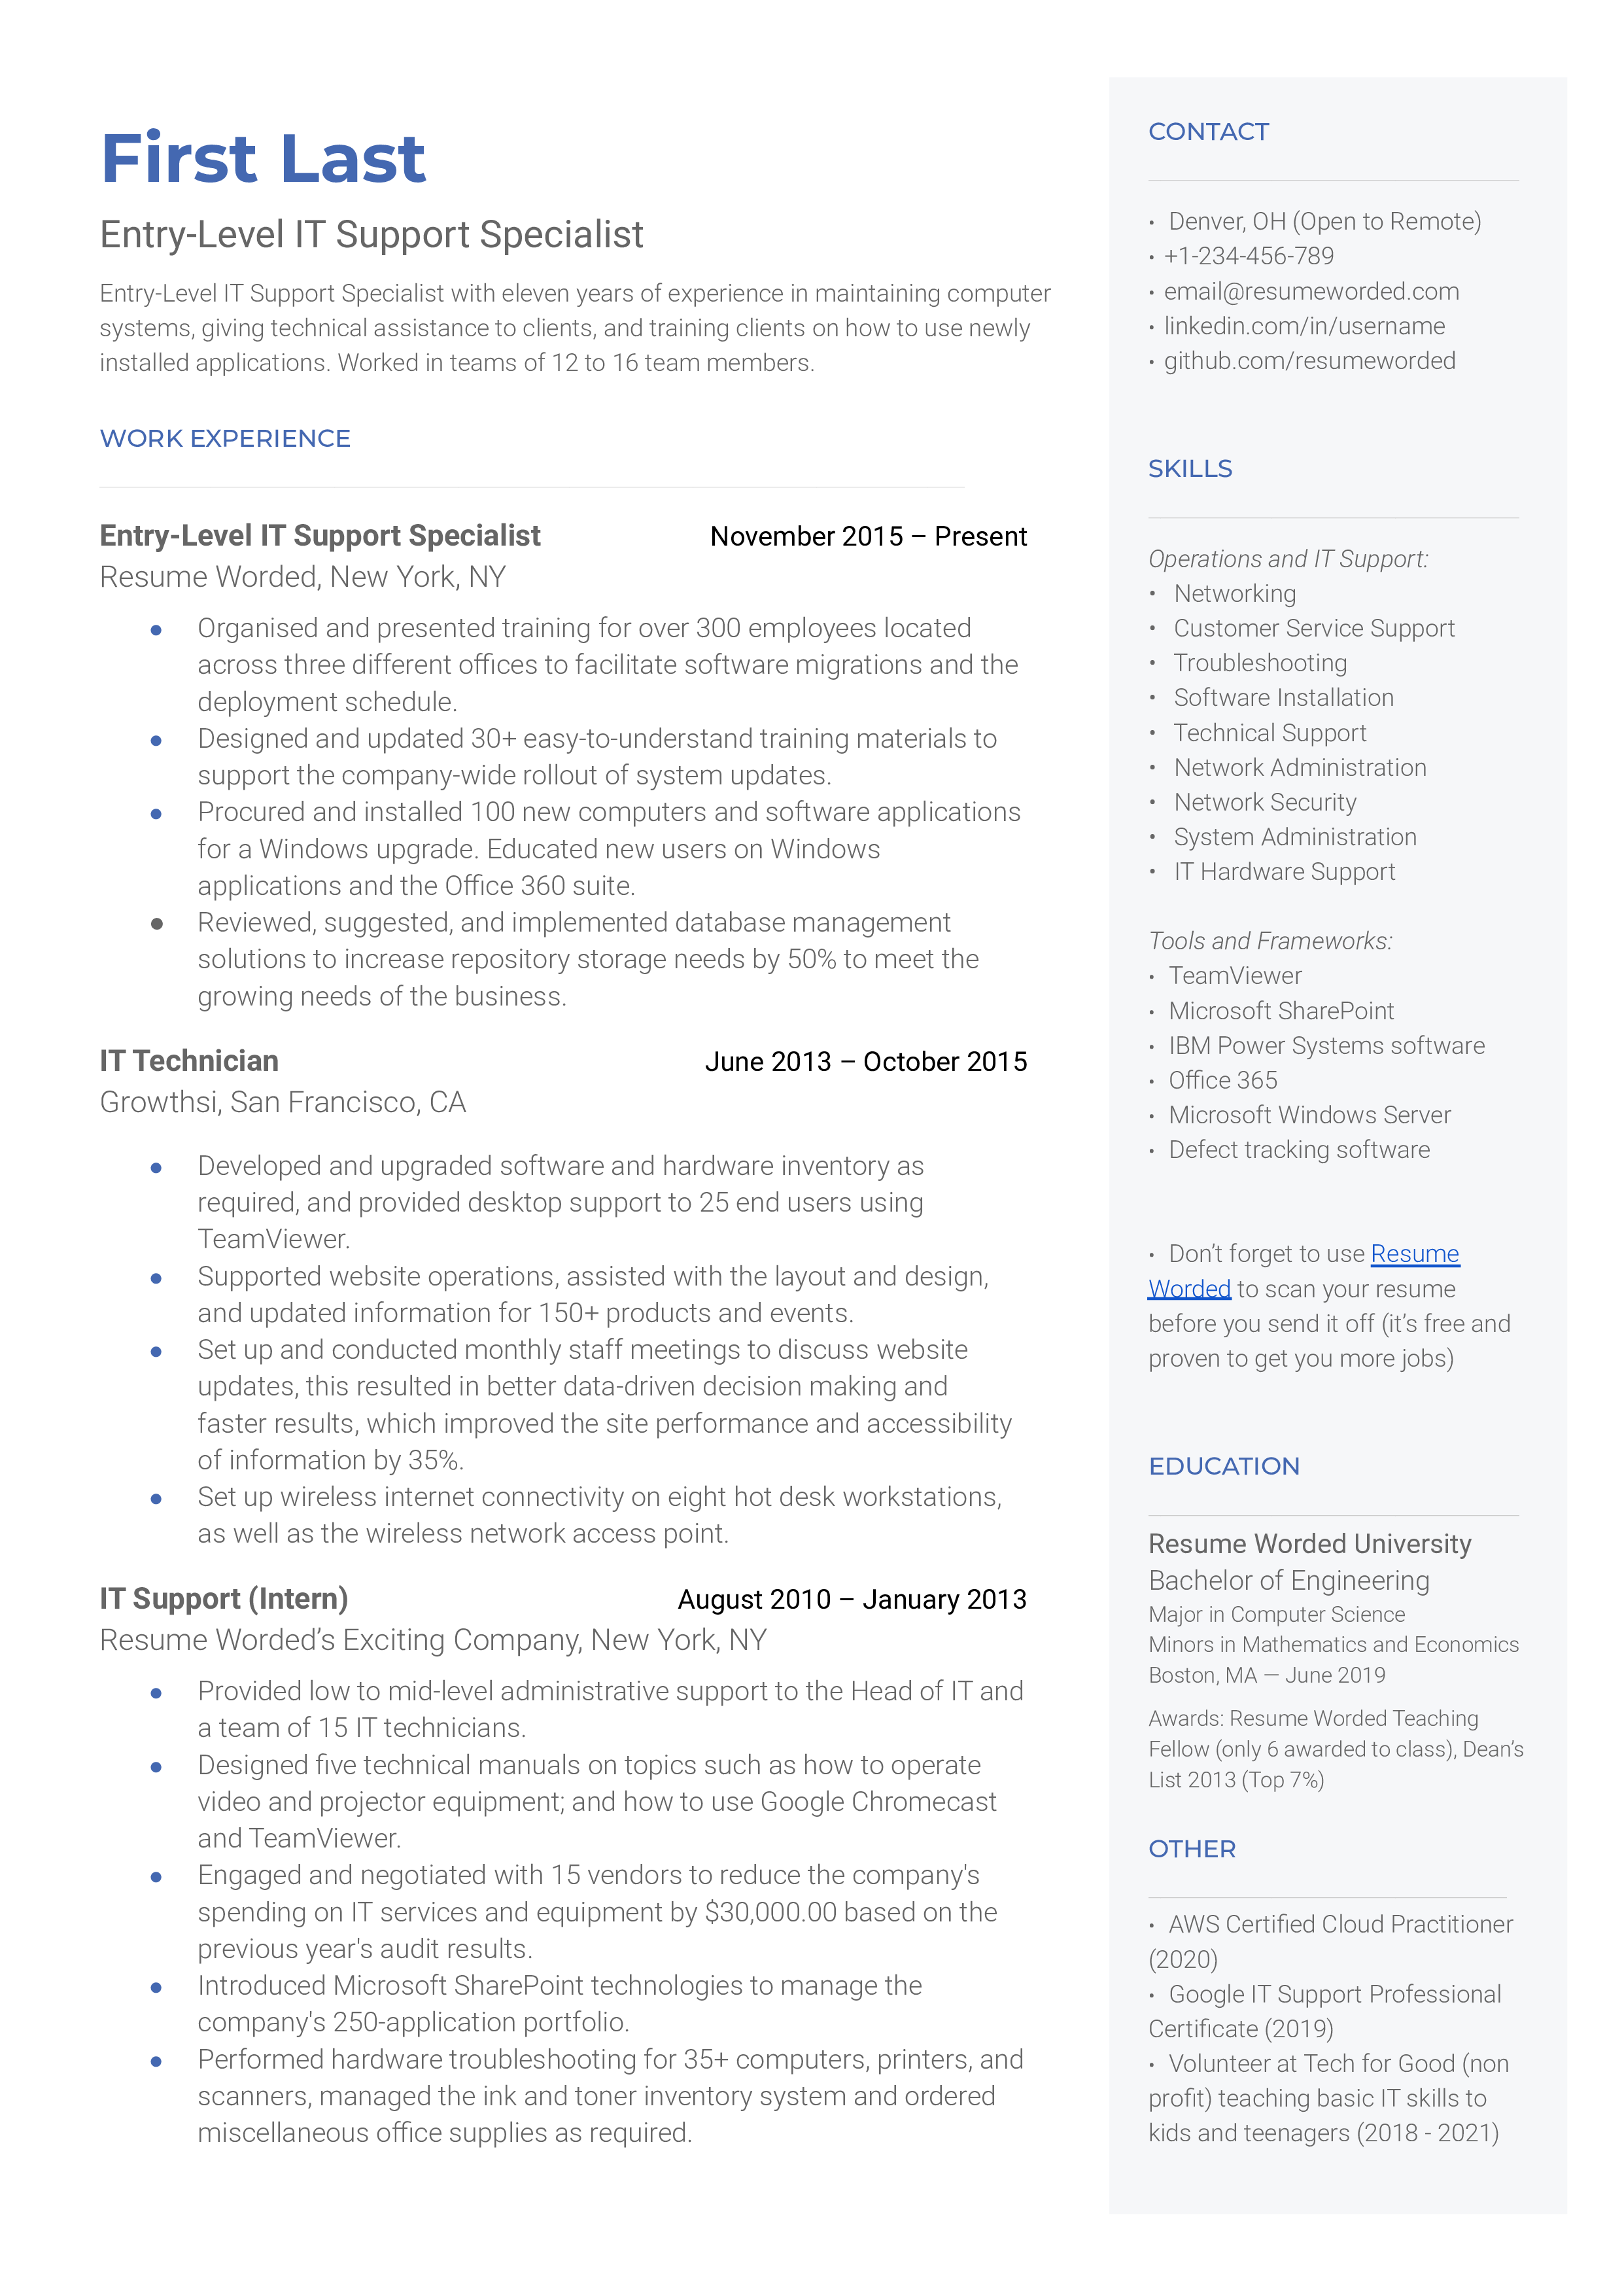 First Last
Entry-Level IT Support Specialist
Entry-Level IT Support Specialist with eleven years of experience in maintaining computer
systems, giving technical assistance to clients, and training clients on how to use newly
installed applications. Worked in teams of 12 to 16 team members.
WORK EXPERIENCE
Entry-Level IT Support Specialist November 2015 – Present
Resume Worded, New York, NY
● Organised and presented training for over 300 employees located
across three different offices to facilitate software migrations and the
deployment schedule.
● Designed and updated 30+ easy-to-understand training materials to
support the company-wide rollout of system updates.
● Procured and installed 100 new computers and software applications
for a Windows upgrade. Educated new users on Windows
applications and the Office 360 suite.
● Reviewed, suggested, and implemented database management
solutions to increase repository storage needs by 50% to meet the
growing needs of the business.
IT Technician June 2013 – October 2015
Growthsi, San Francisco, CA
● Developed and upgraded software and hardware inventory as
required, and provided desktop support to 25 end users using
TeamViewer.
● Supported website operations, assisted with the layout and design,
and updated information for 150+ products and events.
● Set up and conducted monthly staff meetings to discuss website
updates, this resulted in better data-driven decision making and
faster results, which improved the site performance and accessibility
of information by 35%.
● Set up wireless internet connectivity on eight hot desk workstations,
as well as the wireless network access point.
IT Support (Intern) August 2010 – January 2013
Resume Worded’s Exciting Company, New York, NY
● Provided low to mid-level administrative support to the Head of IT and
a team of 15 IT technicians.
● Designed five technical manuals on topics such as how to operate
video and projector equipment; and how to use Google Chromecast
and TeamViewer.
● Engaged and negotiated with 15 vendors to reduce the company's
spending on IT services and equipment by $30,000.00 based on the
previous year's audit results.
● Introduced Microsoft SharePoint technologies to manage the
company's 250-application portfolio.
● Performed hardware troubleshooting for 35+ computers, printers, and
scanners, managed the ink and toner inventory system and ordered
miscellaneous office supplies as required.
CONTACT
• Denver, OH (Open to Remote)
• +1-234-456-789
• email@resumeworded.com
• linkedin.com/in/username
• github.com/resumeworded
SKILLS
Operations and IT Support:
• Networking
• Customer Service Support
• Troubleshooting
• Software Installation
• Technical Support
• Network Administration
• Network Security
• System Administration
• IT Hardware Support
Tools and Frameworks:
• TeamViewer
• Microsoft SharePoint
• IBM Power Systems software
• Office 365
• Microsoft Windows Server
• Defect tracking software
• Don’t forget to use Resume
Worded to scan your resume
before you send it off (it’s free and
proven to get you more jobs)
EDUCATION
Resume Worded University
Bachelor of Engineering
Major in Computer Science
Minors in Mathematics and Economics
Boston, MA — June 2019
Awards: Resume Worded Teaching
Fellow (only 6 awarded to class), Dean’s
List 2013 (Top 7%)
OTHER
• AWS Certified Cloud Practitioner
(2020)
• Google IT Support Professional
Certificate (2019)
• Volunteer at Tech for Good (non
profit) teaching basic IT skills to
kids and teenagers (2018 - 2021)